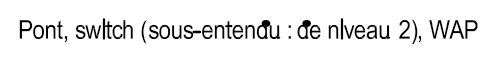 Pont, switch (sous-entendu : de niveau 2), WAP